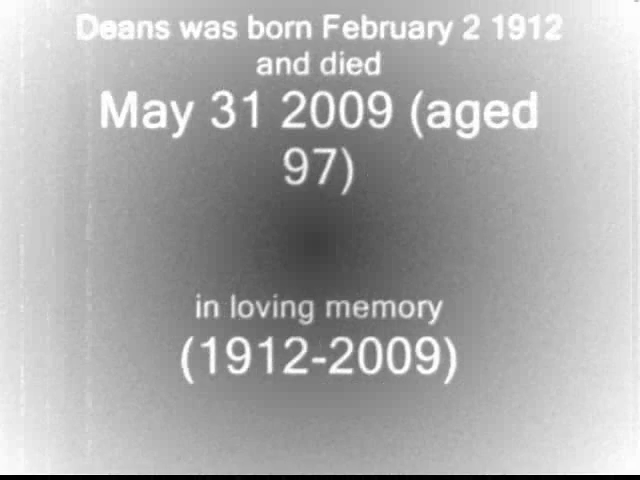 Deans was born February 2 1912
and died
May 31 2009 (aged
97)
in loving memory
(1912-2009)